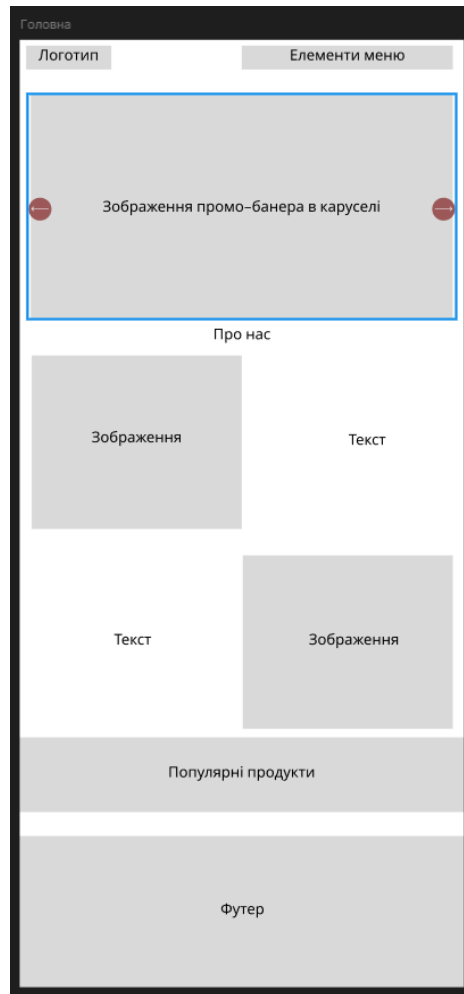 Головна
Логотип
Елементи меню
Зображення промо-банера в каруселі
Про нас
Зображення
Текст
Текст
Зображення
Популярні продукти
Футер